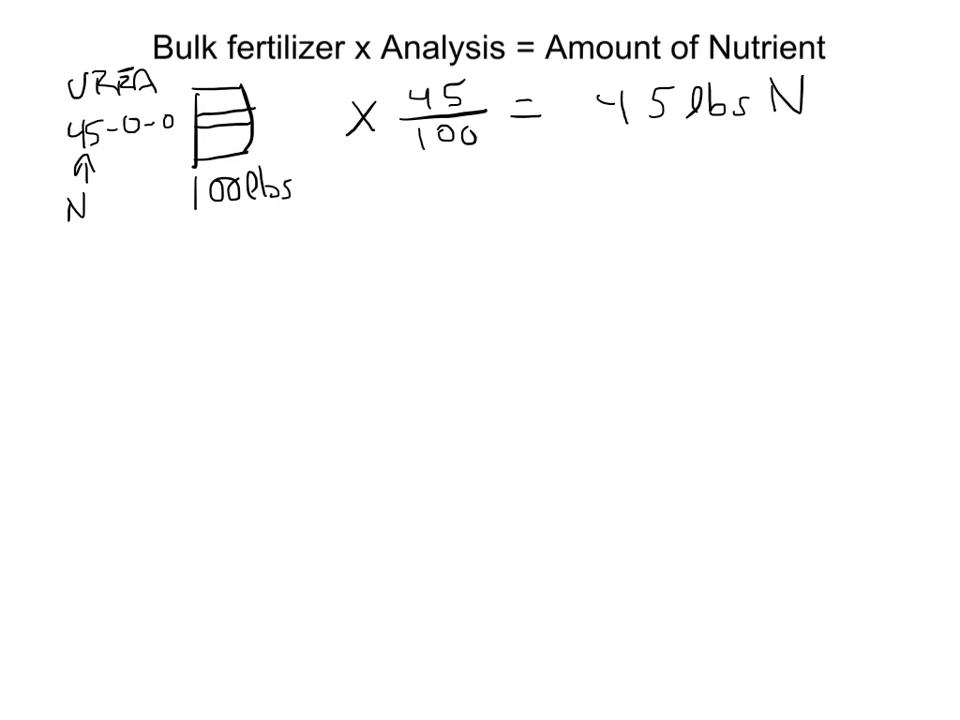 Bulk fertilizer x Analysis = Amount of Nutrient
UREA
45-0-0
N
100lbs
x 45/100 = 45 lbs N